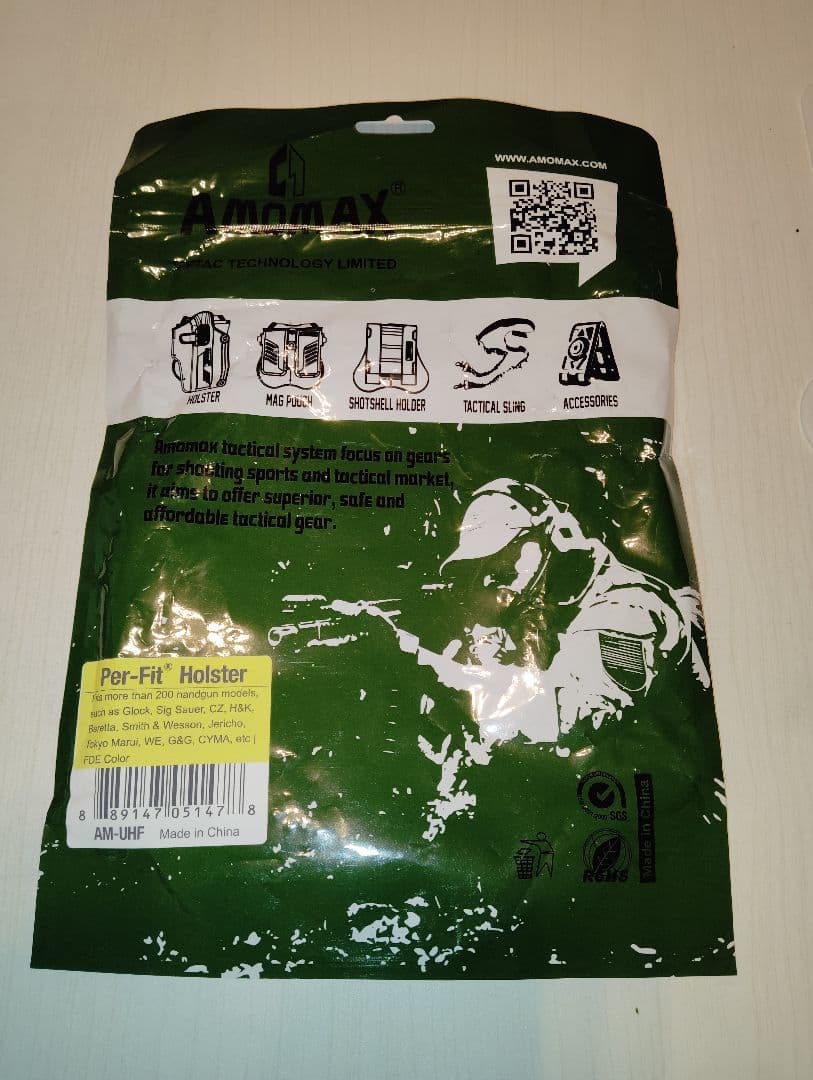 WWW.AMOMAX.COM
AMOMAX®
TECHNOLOGY LIMITED
HOLSTER
MAG POUCH
SHOTSHELL HOLDER
TACTICAL SLING
ACCESSORIES
Amomax tactical system focus on gears
for shooting sports and tactical market,
it aims to offer superior, safe and
affordable tactical gear.
Per-Fit® Holster
Fits more than 200 handgun models,
such as Glock, Sig Sauer, CZ, H&K,
Beretta, Smith & Wesson, Jericho,
Tokyo Marui, WE, G&G, CYMA, etc |
FDE Color
8 89147 05147 8
AM-UHF Made in China
SGS
RoHS
Made in China